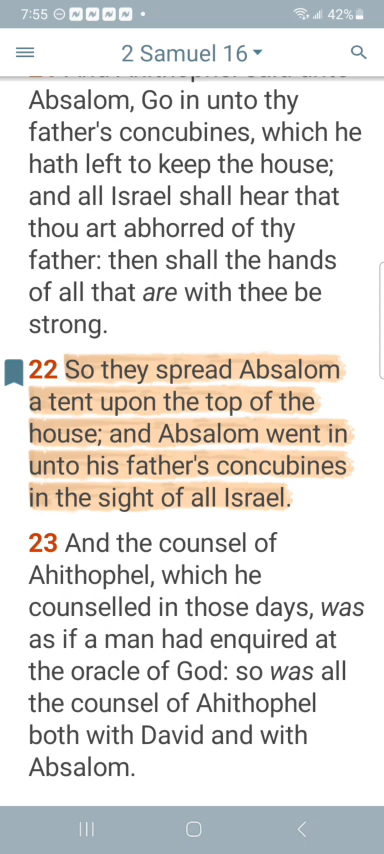 7:55
42%
2 Samuel 16
Absalom, Go in unto thy
father's concubines, which he
hath left to keep the house;
and all Israel shall hear that
thou art abhorred of thy
father: then shall the hands
of all that are with thee be
strong.
22 So they spread Absalom
a tent upon the top of the
house; and Absalom went in
unto his father's concubines
in the sight of all Israel.
23 And the counsel of
Ahithophel, which he
counselled in those days, was
as if a man had enquired at
the oracle of God: so was all
the counsel of Ahithophel
both with David and with
Absalom.